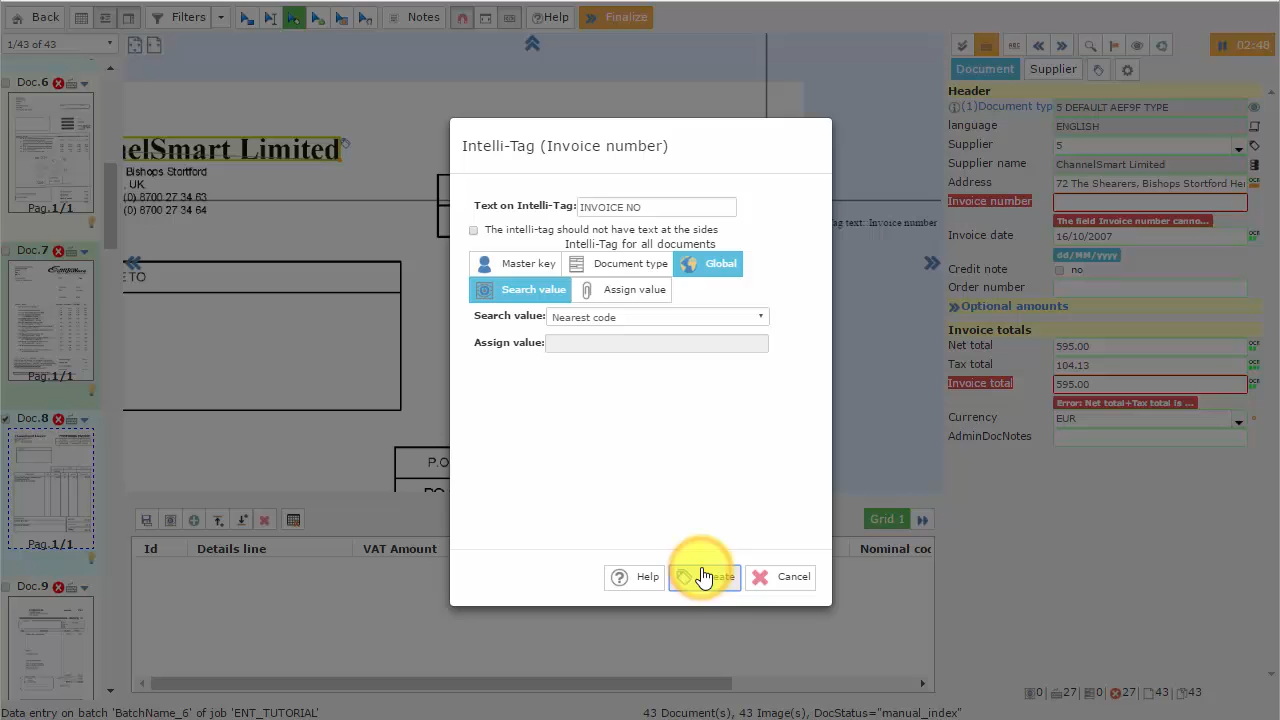 Back
Filters
Notes
Help
Finalize
1/43 of 43
02:48
Document
Supplier
Doc.6
Pag.1/1
Doc.7
Pag.1/1
Doc.8
Pag.1/1
Doc.9
nelSmart Limited
Bishops Stortford
, UK
(0) 8700 27 34 63
(0) 8700 27 34 64
E TO
P.O
Tag text: Invoice number
Intelli-Tag (Invoice number)
Text on Intelli-Tag: INVOICE NO
The intelli-tag should not have text at the sides
Intelli-Tag for all documents
Master key
Document type
Global
Search value
Assign value
Search value: Nearest code
Assign value:
Help
Cancel
Header
(1)Document typ 5 DEFAULT AEF9F TYPE
language ENGLISH
Supplier 5
Supplier name ChannelSmart Limited
Address 72 The Shearers, Bishops Stortford He
Invoice number
The field Invoice number canno...
Invoice date 16/10/2007
dd/MM/yyyy
Credit note no
Order number
Optional amounts
Invoice totals
Net total 595.00
Tax total 104.13
Invoice total 595.00
Error: Net total+Tax total is ...
Currency EUR
AdminDocNotes
Grid 1
Id Details line VAT Amount Nominal cod
0 27 0 27 43 43
Data entry on batch 'BatchName_6' of job 'ENT_TUTORIAL' 43 Document(s), 43 Image(s), DocStatus="manual_index"